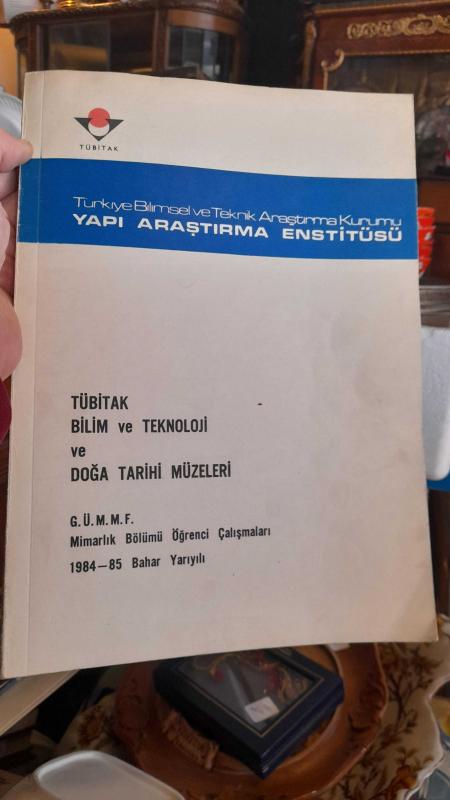 TÜBİTAK
Türkiye Bilimsel ve Teknik Araştırma Kurumu
YAPI ARAŞTIRMA ENSTİTÜSÜ
TÜBİTAK
BİLİM ve TEKNOLOJİ
ve
DOĞA TARİHİ MÜZELERİ
G.Ü.M.M.F.
Mimarlık Bölümü Öğrenci Çalışmaları
1984-85 Bahar Yarıyılı